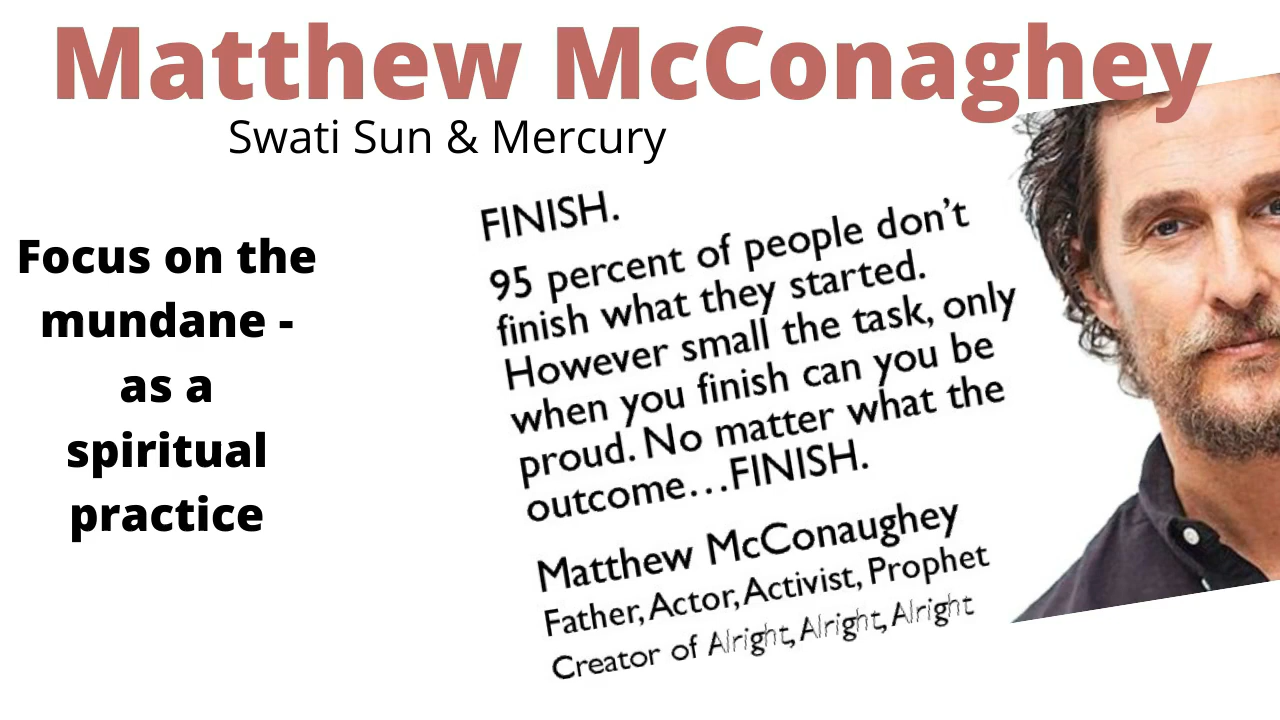 Matthew McConaghey
Swati Sun & Mercury
Focus on the
mundane -
as a
spiritual
practice
FINISH.
95 percent of people don't
finish what they started.
However small the task, only
when you finish can you be
proud. No matter what the
outcome...FINISH.
Matthew McConaughey
Father, Actor, Activist, Prophet
Creator of Alright, Alright, Alright